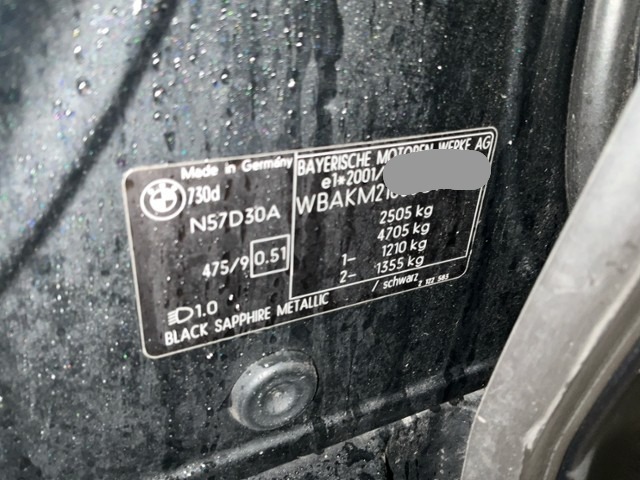 Made in Germany
BAYERISCHE MOTOREN WERKE AG
730d
e1*2001/
N57D30A
WBAKM210
2505 kg
4705 kg
475/9 0.51
1- 1210 kg
2- 1355 kg
1.0
BLACK SAPPHIRE METALLIC / schwarz